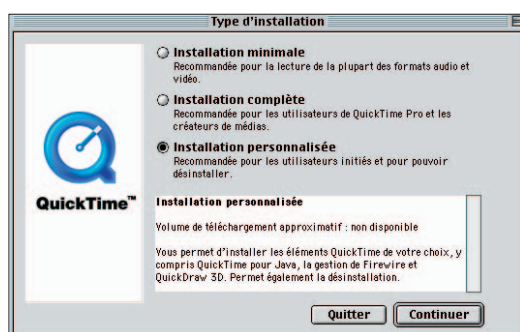 Type d'installation
Installation minimale
Recommandée pour la lecture de la plupart des formats audio et
vidéo.
Installation complète
Recommandée pour les utilisateurs de QuickTime Pro et les
créateurs de médias.
Installation personnalisée
Recommandée pour les utilisateurs initiés et pour pouvoir
désinstaller.
QuickTime™
Installation personnalisée
Volume de téléchargement approximatif : non disponible
Vous permet d'installer les éléments QuickTime de votre choix, y
compris QuickTime pour Java, la gestion de Firewire et
QuickDraw 3D. Permet également la désinstallation.
Quitter
Continuer